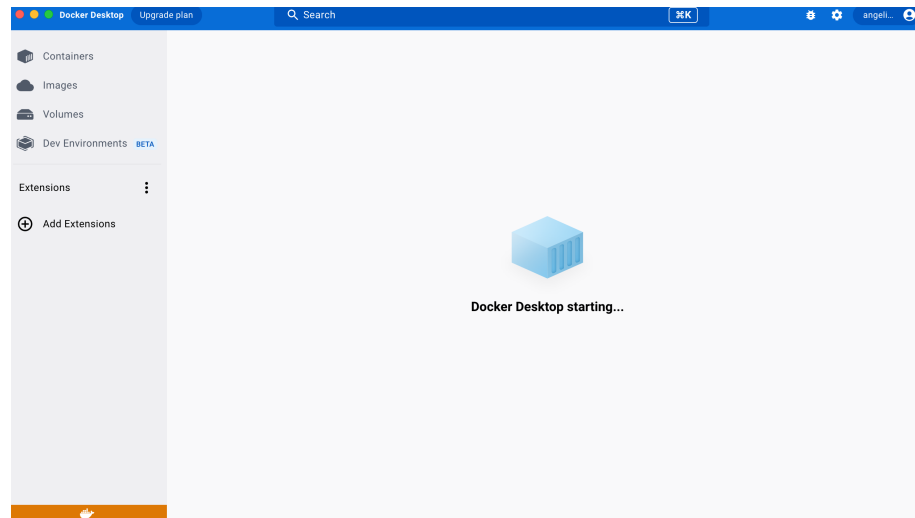 Docker Desktop Upgrade plan Search ⌘K angeli...
Containers
Images
Volumes
Dev Environments BETA
Extensions
Add Extensions
Docker Desktop starting...